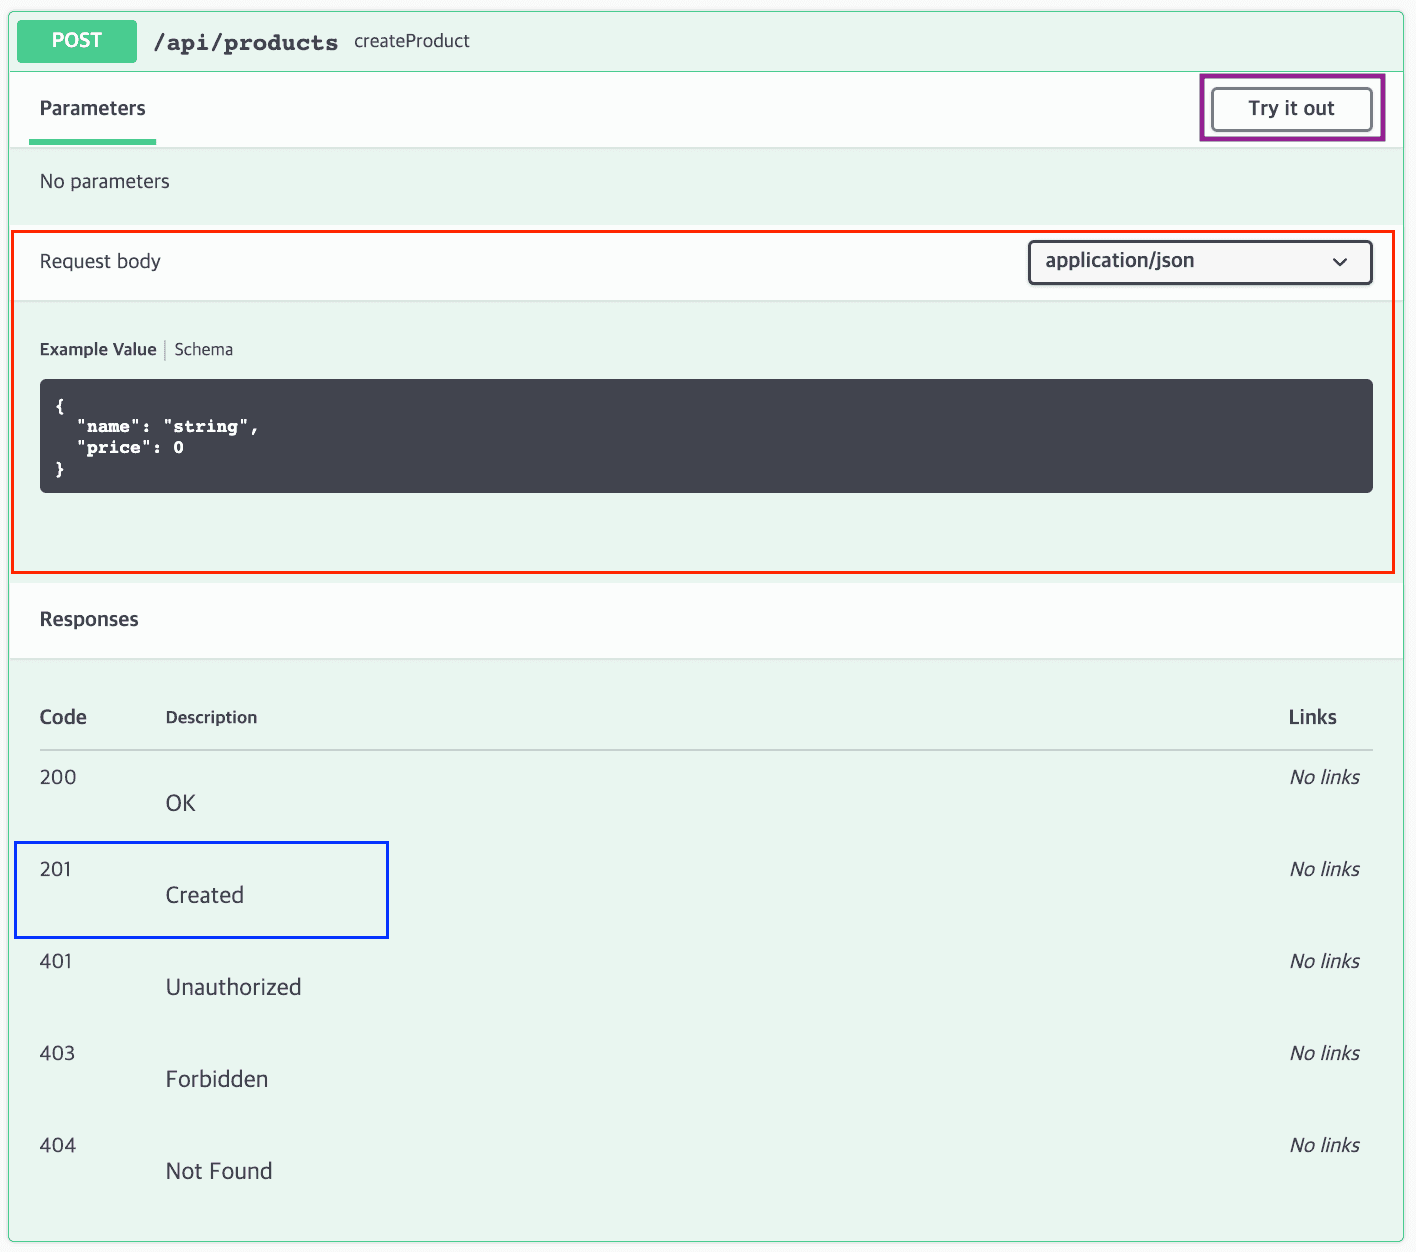 POST /api/products createProduct
Parameters
Try it out
No parameters
Request body
application/json
Example Value | Schema
{
  "name": "string",
  "price": 0
}
Responses
Code Description Links
200 No links
OK
201 No links
Created
401 No links
Unauthorized
403 No links
Forbidden
404 No links
Not Found